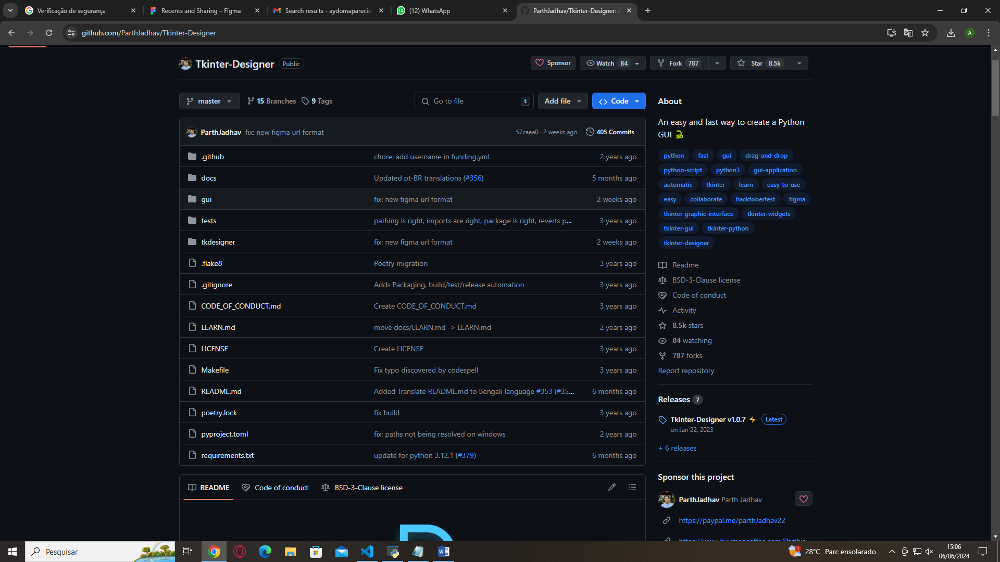 Verificação de segurança
Recents and Sharing – Figma
Search results - aydomaparecid
(12) WhatsApp
ParthJadhav/Tkinter-Designer: A
github.com/ParthJadhav/Tkinter-Designer
A
Tkinter-Designer Public
Sponsor
Watch 84
Fork 787
Star 8.5k
master
15 Branches
9 Tags
Go to file t
Add file
Code
ParthJadhav fix: new figma url format 57caea0 · 2 weeks ago 405 Commits
.github chore: add username in funding.yml 2 years ago
docs Updated pt-BR translations (#356) 5 months ago
gui fix: new figma url format 2 weeks ago
tests pathing is right, imports are right, package is right, reverts p... 3 years ago
tkdesigner fix: new figma url format 2 weeks ago
.flake8 Poetry migration 3 years ago
.gitignore Adds Packaging, build/test/release automation 3 years ago
CODE_OF_CONDUCT.md Create CODE_OF_CONDUCT.md 3 years ago
LEARN.md move docs/LEARN.md -> LEARN.md 2 years ago
LICENSE Create LICENSE 3 years ago
Makefile Fix typo discovered by codespell 3 years ago
README.md Added Translate README.md to Bengali language #353 (#35... 6 months ago
poetry.lock fix build 3 years ago
pyproject.toml fix: paths not being resolved on windows 2 years ago
requirements.txt update for python 3.12.1 (#379) 6 months ago
README
Code of conduct
BSD-3-Clause license
About
An easy and fast way to create a Python
GUI
python fast gui drag-and-drop
python-script python3 gui-application
automatic tkinter learn easy-to-use
easy collaborate hacktoberfest figma
tkinter-graphic-interface tkinter-widgets
tkinter-gui tkinter-python
tkinter-designer
Readme
BSD-3-Clause license
Code of conduct
Activity
8.5k stars
84 watching
787 forks
Report repository
Releases 7
Tkinter-Designer v1.0.7 Latest
on Jan 22, 2023
+ 6 releases
Sponsor this project
ParthJadhav Parth Jadhav
https://paypal.me/parthJadhav22
Pesquisar
1
28°C Parc ensolarado
15:06
06/06/2024